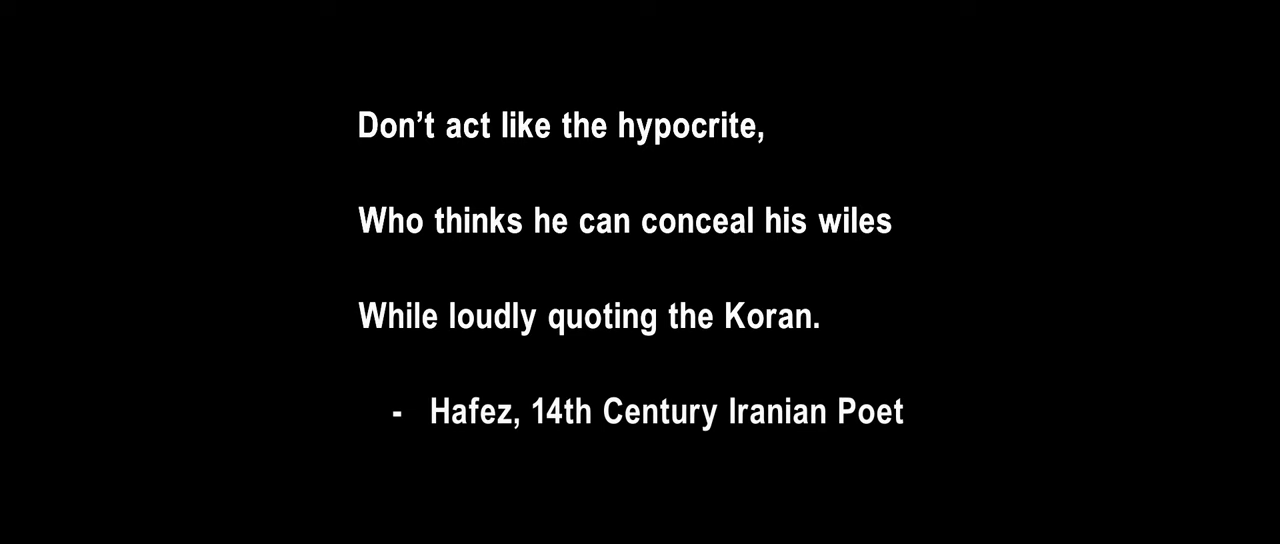 Don’t act like the hypocrite,
Who thinks he can conceal his wiles
While loudly quoting the Koran.
- Hafez, 14th Century Iranian Poet